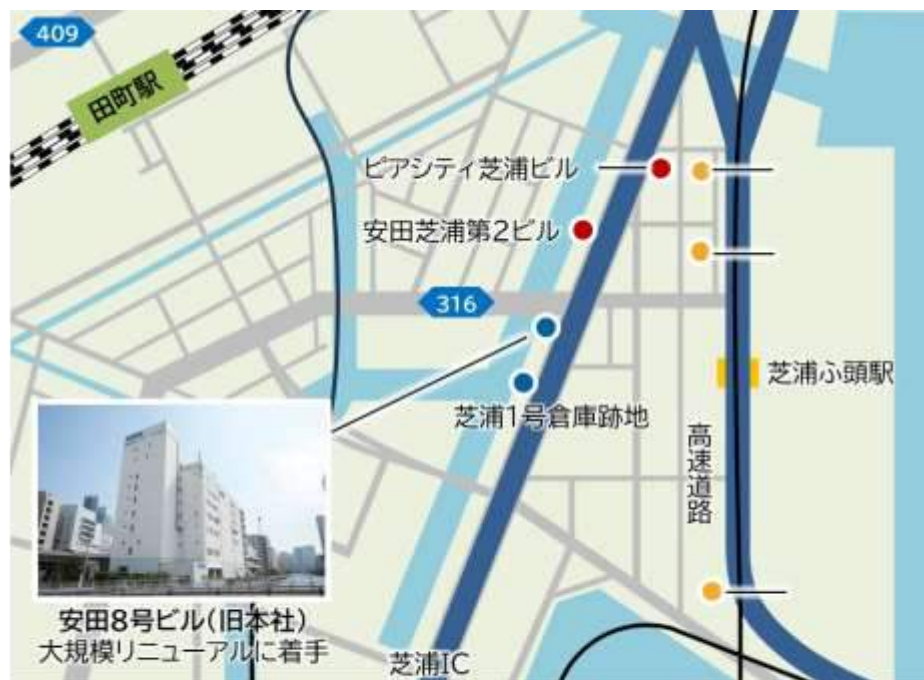 409
田町駅
ピアシティ芝浦ビル
安田芝浦第2ビル
316
芝浦ふ頭駅
芝浦1号倉庫跡地
高速道路
安田8号ビル(旧本社)
大規模リニューアルに着手
芝浦IC